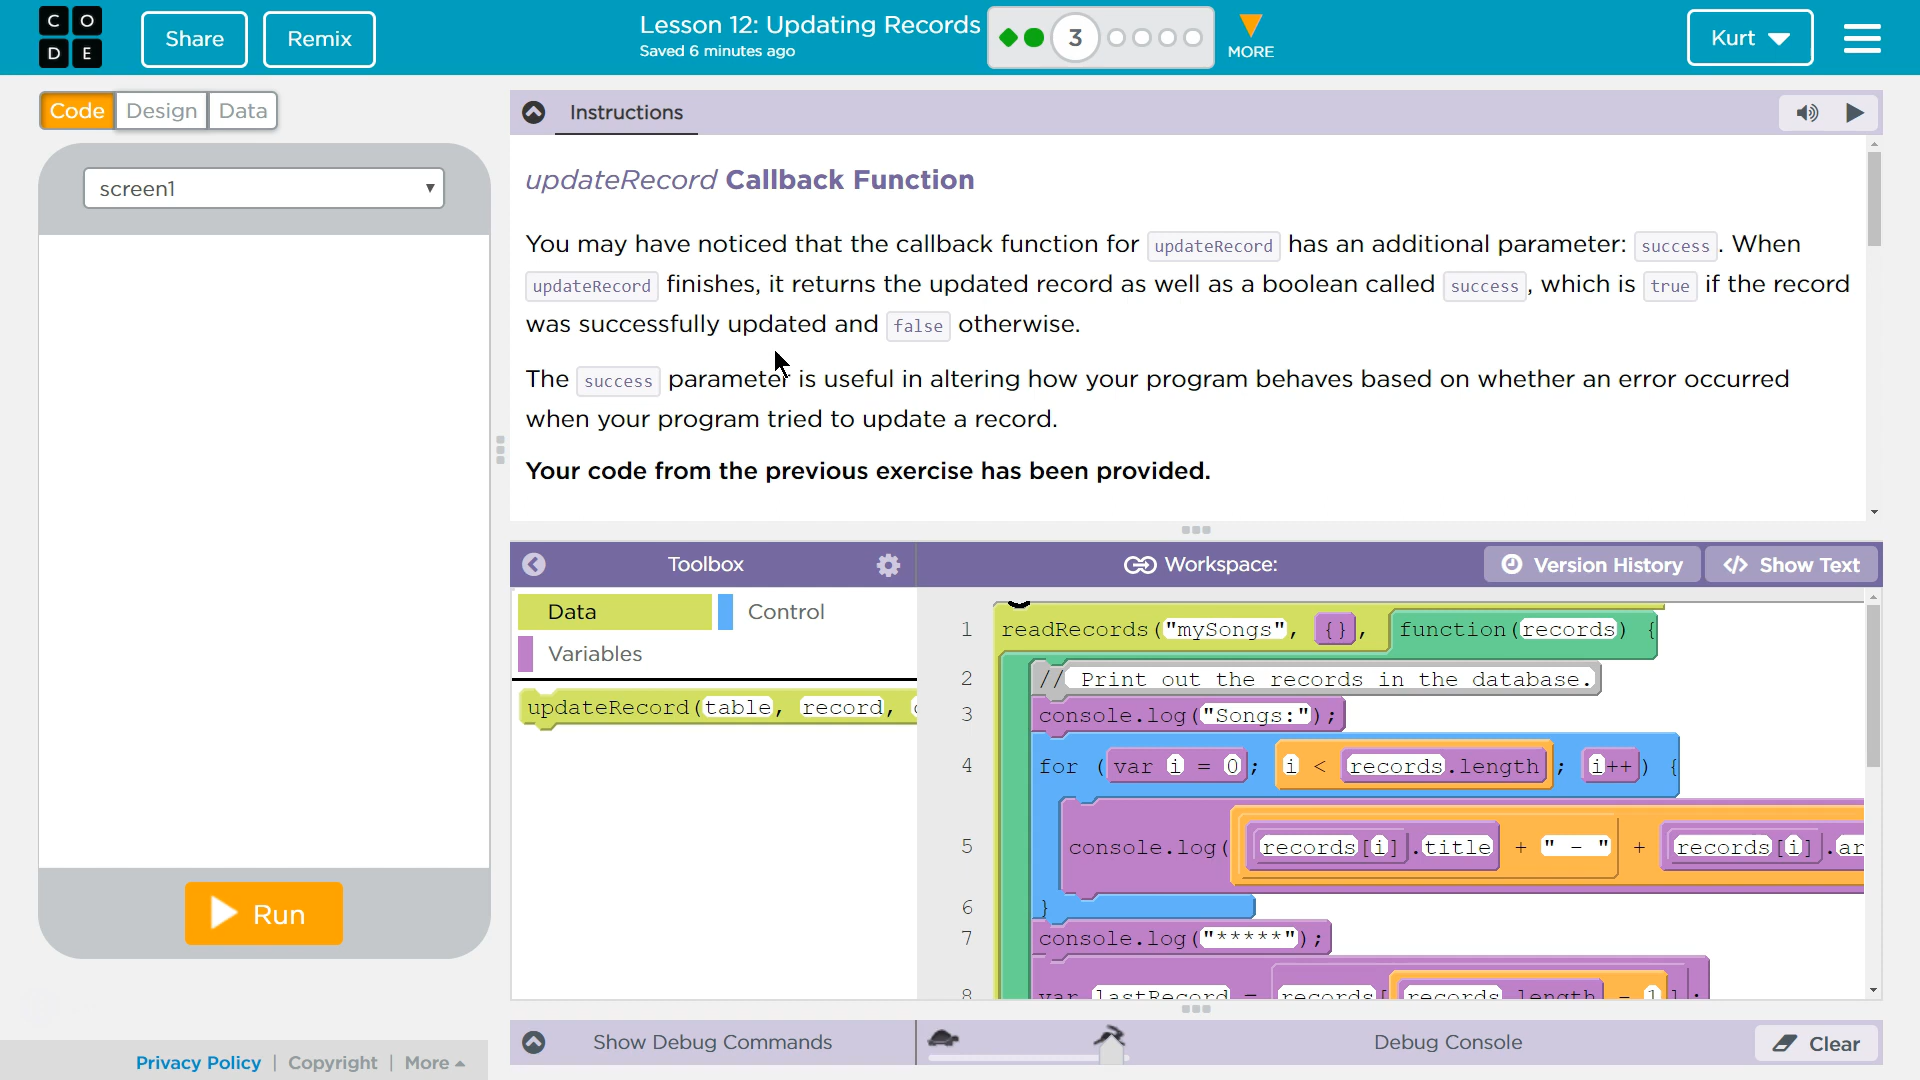 C O
D E
Share
Remix
Lesson 12: Updating Records
Saved 6 minutes ago
3
MORE
Kurt
Code
Design
Data
screen1
Run
Instructions
updateRecord Callback Function
You may have noticed that the callback function for updateRecord has an additional parameter: success. When
updateRecord finishes, it returns the updated record as well as a boolean called success, which is true if the record
was successfully updated and false otherwise.
The success parameter is useful in altering how your program behaves based on whether an error occurred
when your program tried to update a record.
Your code from the previous exercise has been provided.
Toolbox
Workspace:
Version History
</> Show Text
Data
Control
Variables
updateRecord(table, record,
1 readRecords("mySongs", {}, function(records) {
2 // Print out the records in the database.
3 console.log("Songs:");
4 for (var i = 0; i < records.length; i++) {
5 console.log(records[i].title + " - " + records[i].ar
6 }
7 console.log("*****");
8 var lastRecord = records[records.length - 1];
Show Debug Commands
Debug Console
Clear
Privacy Policy | Copyright | More